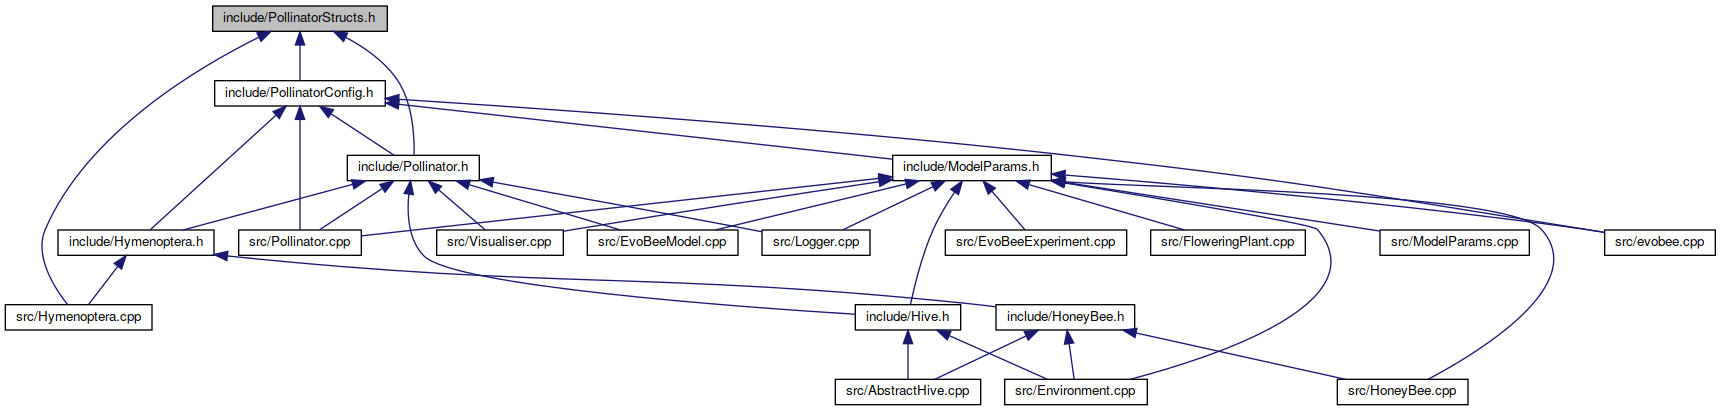 include/PollinatorStructs.h
include/PollinatorConfig.h
include/Pollinator.h
include/ModelParams.h
include/Hymenoptera.h
src/Pollinator.cpp
src/Visualiser.cpp
src/EvoBeeModel.cpp
src/Logger.cpp
src/EvoBeeExperiment.cpp
src/FloweringPlant.cpp
src/ModelParams.cpp
src/evobee.cpp
src/Hymenoptera.cpp
include/Hive.h
include/HoneyBee.h
src/AbstractHive.cpp
src/Environment.cpp
src/HoneyBee.cpp